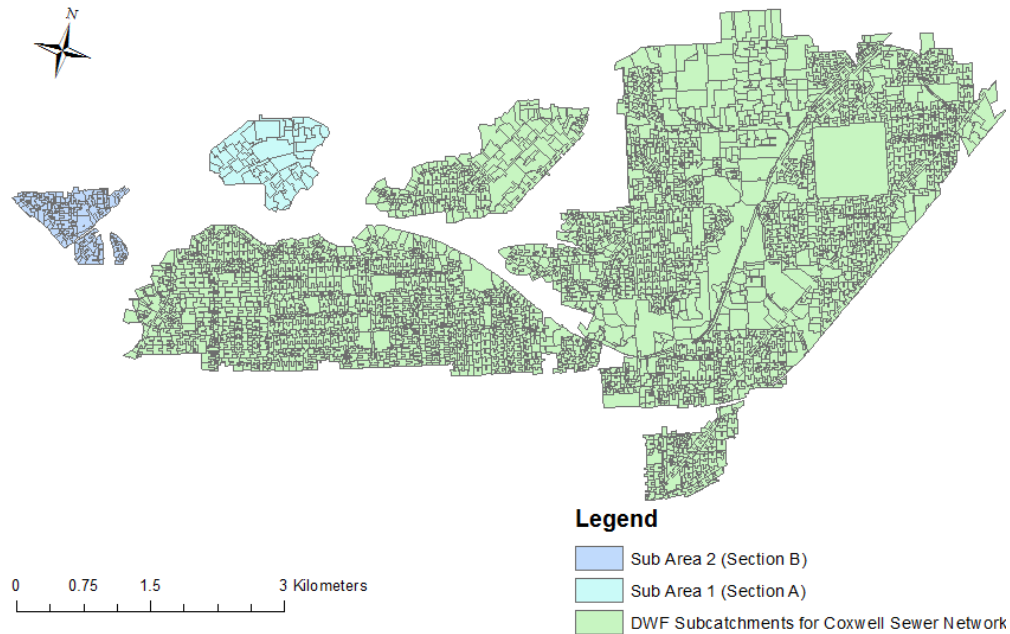 N
Legend
Sub Area 2 (Section B)
Sub Area 1 (Section A)
DWF Subcatchments for Coxwell Sewer Network
0 0.75 1.5 3 Kilometers